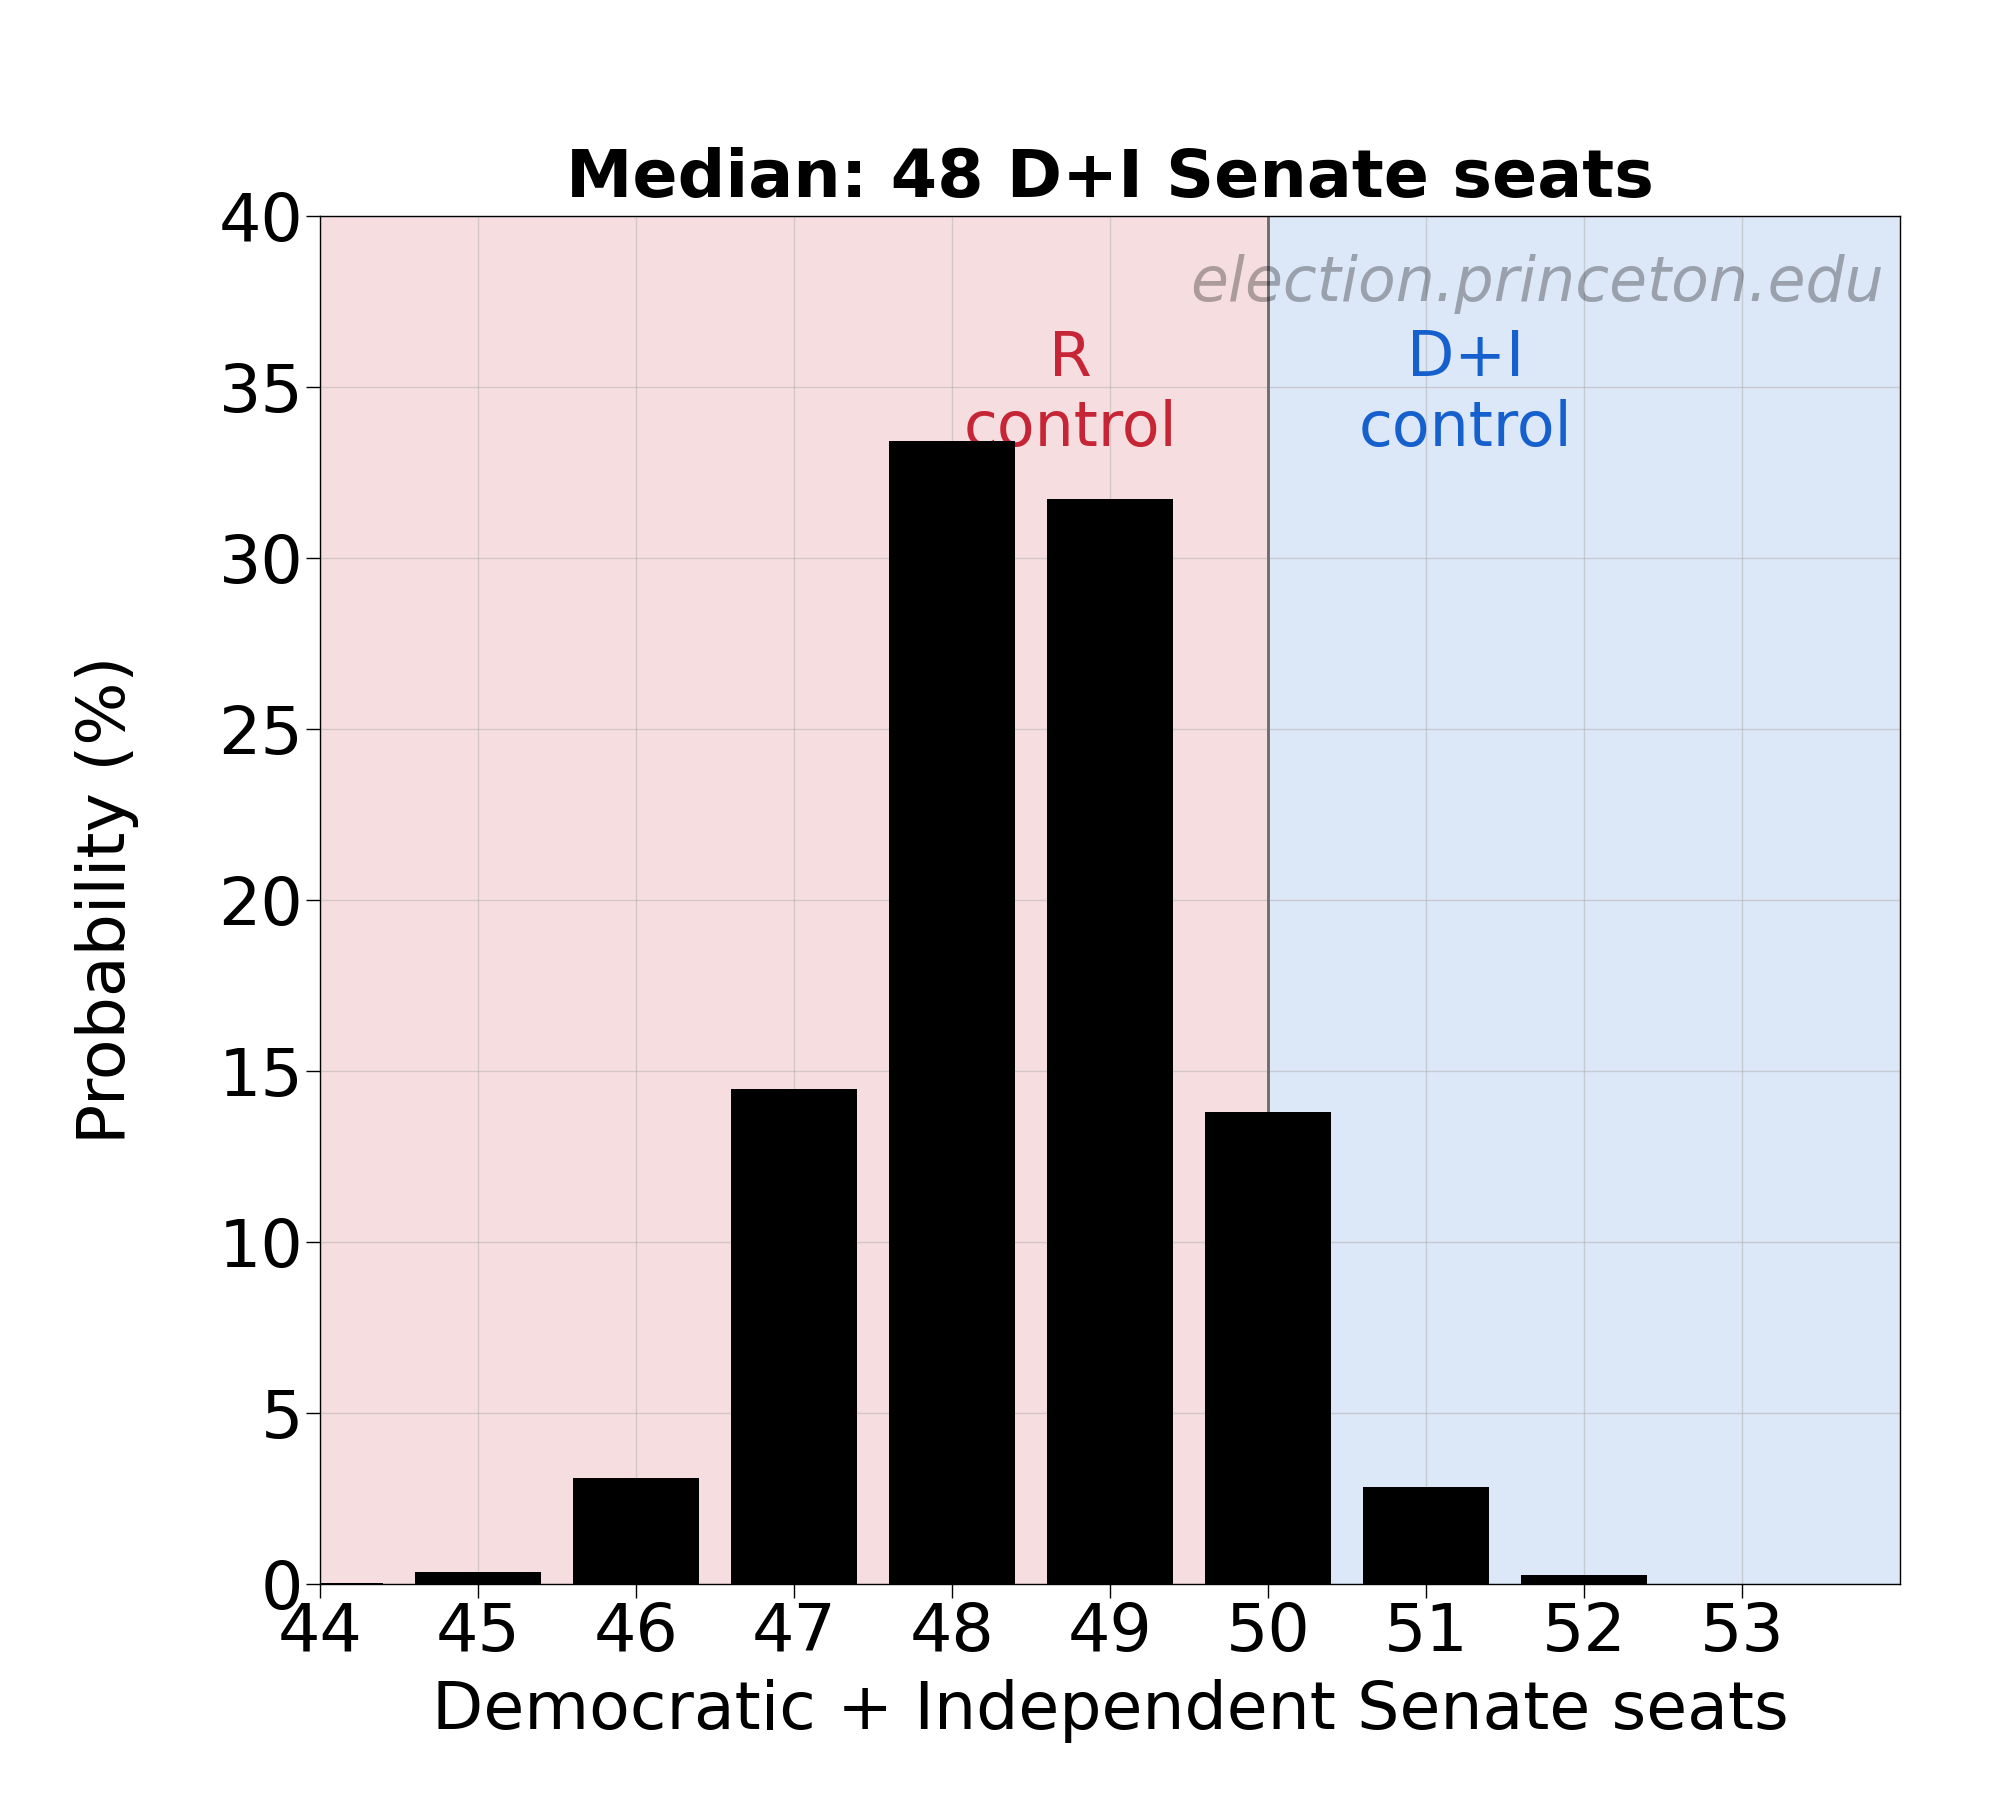 Median: 48 D+I Senate seats
election.princeton.edu
R
control
D+I
control
40
35
30
25
20
15
10
5
0
Probability (%)
44 45 46 47 48 49 50 51 52 53
Democratic + Independent Senate seats